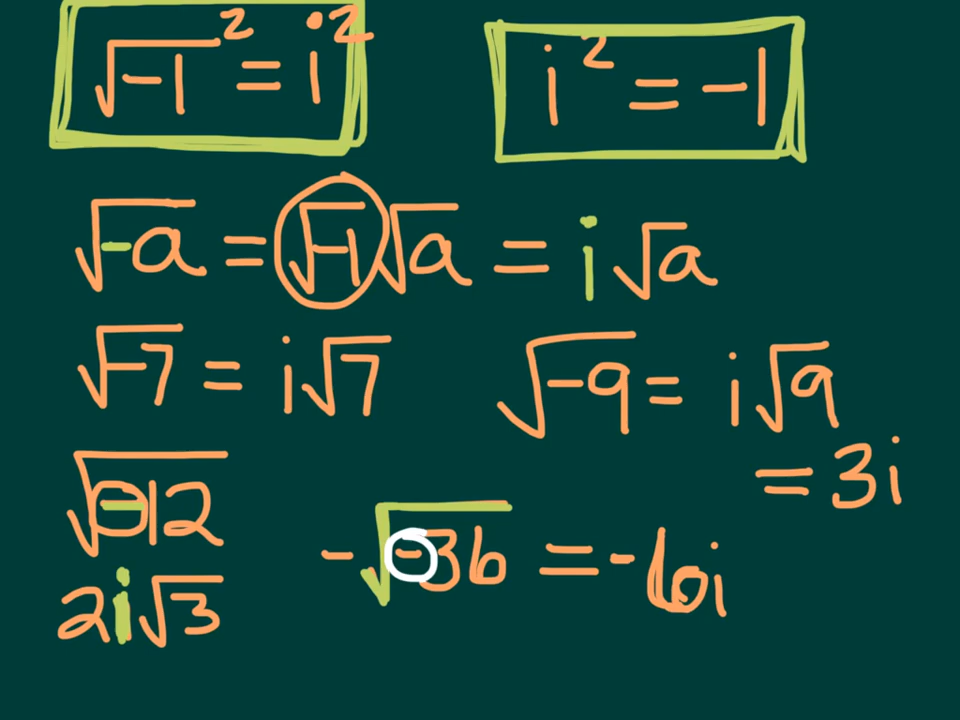 √-1² = i²
i² = -1
√-a = √-1 √a = i√a
√-7 = i√7
√-9 = i√9
= 3i
√-12
2i√3
-√-36 = -6i